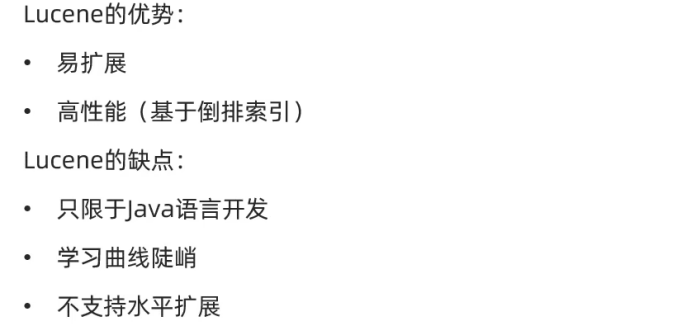 Lucene的优势：
• 易扩展
• 高性能（基于倒排索引）
Lucene的缺点：
• 只限于Java语言开发
• 学习曲线陡峭
• 不支持水平扩展